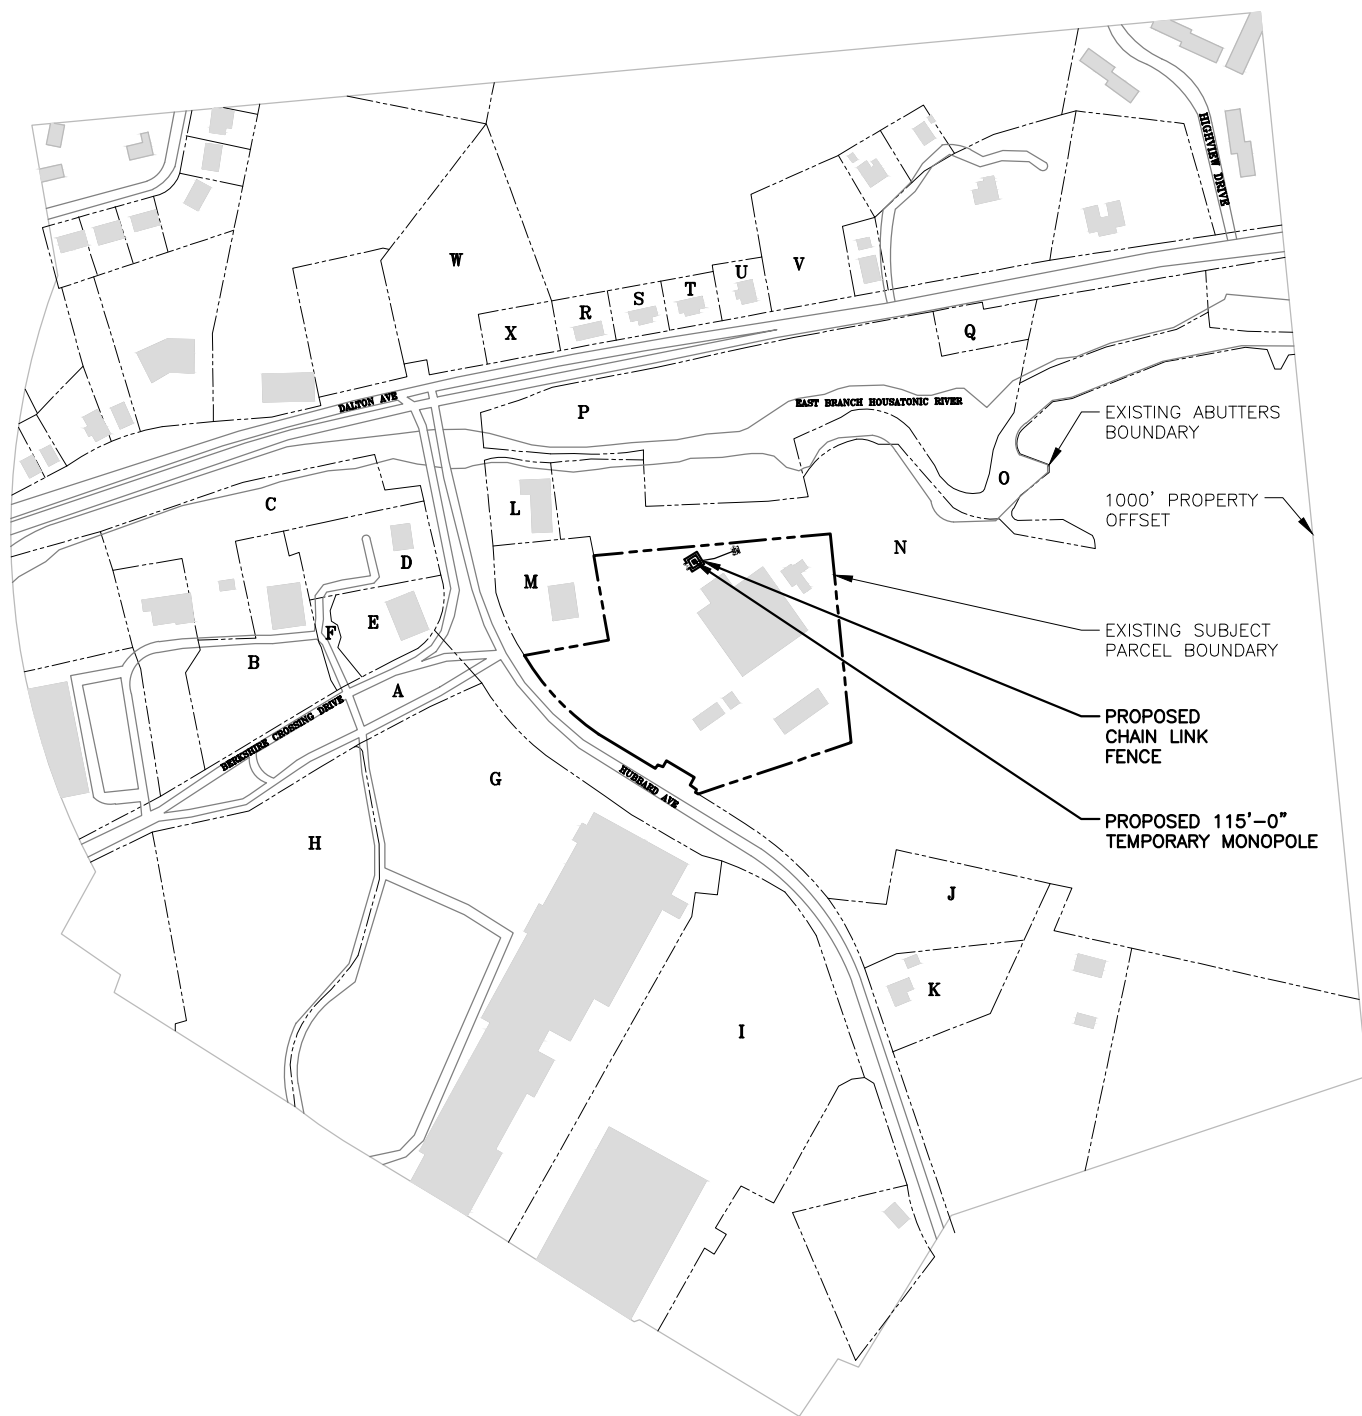 HIGHVIEW DRIVE
W
V
U
T
S
R
X
Q
DALTON AVE
P
EAST BRANCH HOUSATONIC RIVER
EXISTING ABUTTERS
BOUNDARY
O
1000' PROPERTY
OFFSET
C
L
N
D
M
E
F
EXISTING SUBJECT
PARCEL BOUNDARY
B
A
BERKSHIRE CROSSING DRIVE
PROPOSED
CHAIN LINK
FENCE
G
HUBBARD AVE
PROPOSED 115'-0"
TEMPORARY MONOPOLE
H
J
K
I